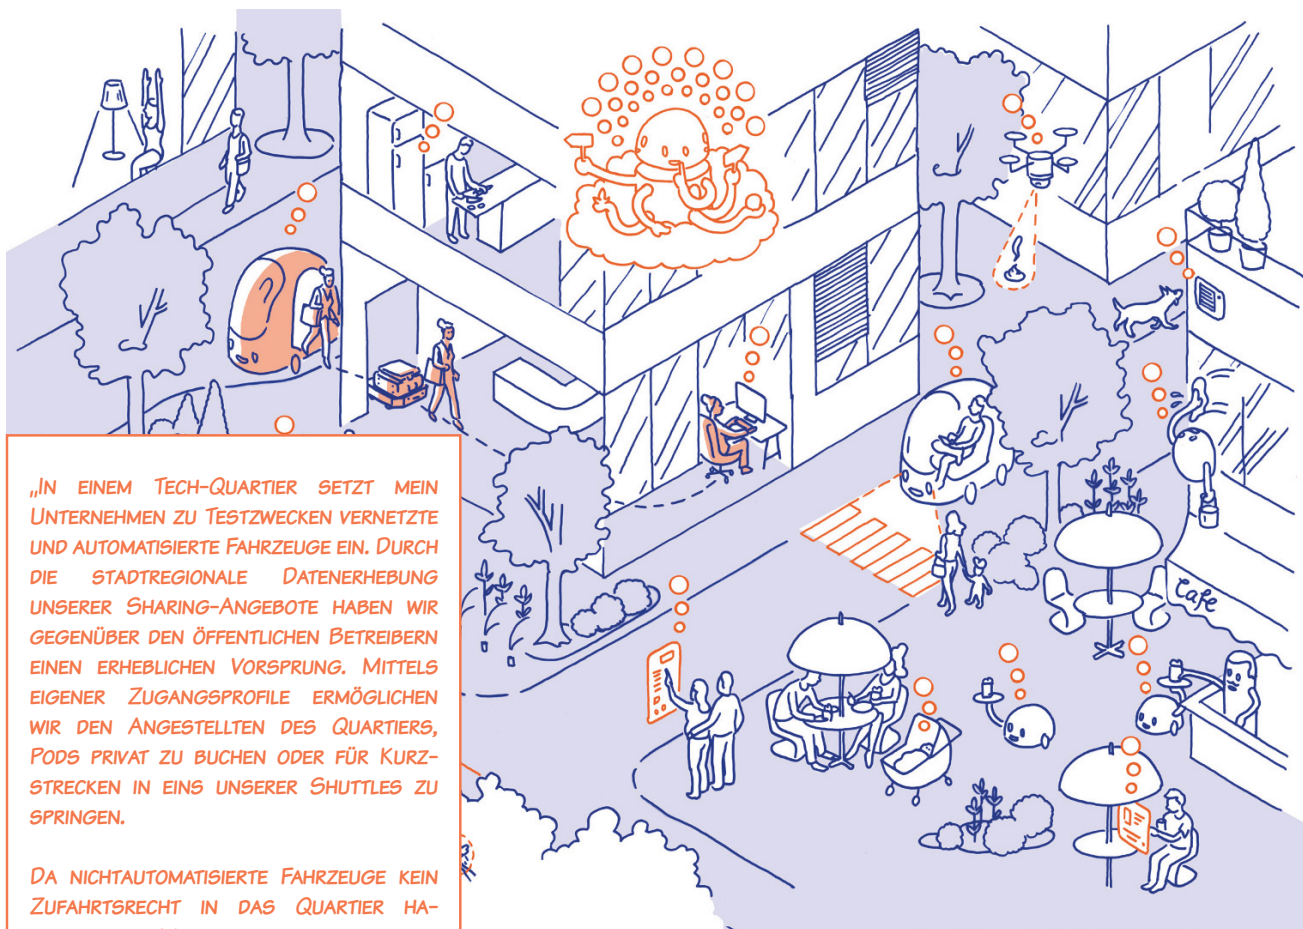 „In einem Tech-Quartier setzt mein
Unternehmen zu Testzwecken vernetzte
und automatisierte Fahrzeuge ein. Durch
die stadtregionale Datenerhebung
unserer Sharing-Angebote haben wir
gegenüber den öffentlichen Betreibern
einen erheblichen Vorsprung. Mittels
eigener Zugangsprofile ermöglichen
wir den Angestellten des Quartiers,
Pods privat zu buchen oder für Kurz-
strecken in eins unserer Shuttles zu
springen.
Da nichtautomatisierte Fahrzeuge kein
Zufahrtsrecht in das Quartier ha-
Cafe